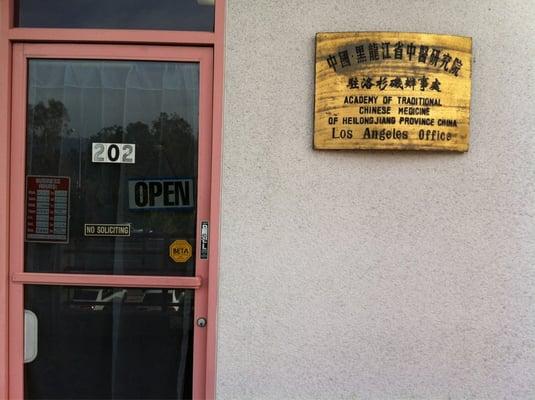 中國·黑龍江省中醫研究院
駐洛杉磯辦事處
ACADEMY OF TRADITIONAL
CHINESE MEDICINE
OF HEILONGJIANG PROVINCE CHINA
Los Angeles Office
202
OPEN
BUSINESS
HOURS:
NO SOLICITING
BETA